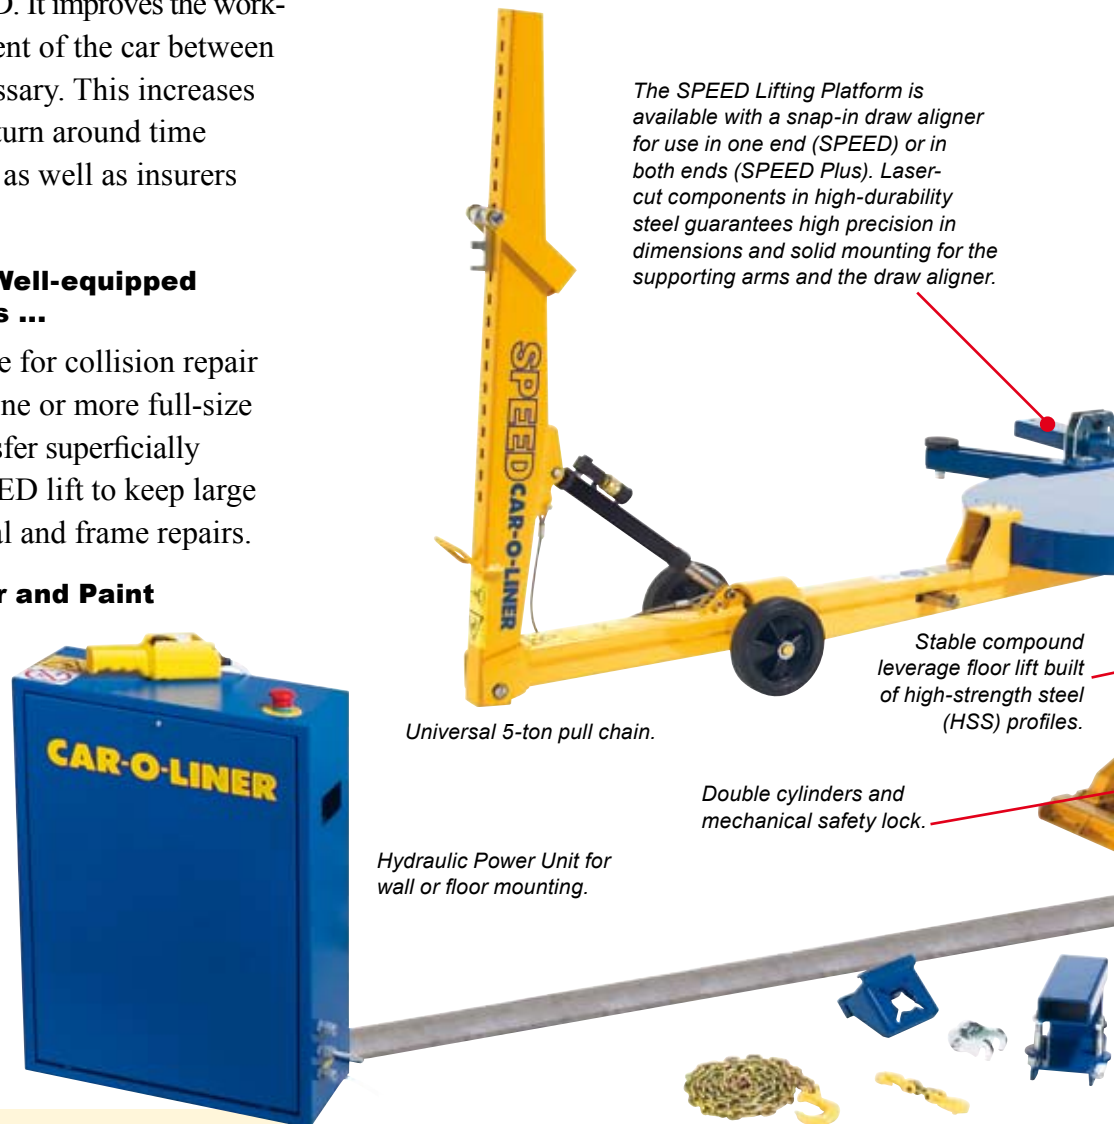 D. It improves the work-
ent of the car between
ssary. This increases
turn around time
as well as insurers
Well-equipped
s ...
e for collision repair
ne or more full-size
sfer superficially
ED lift to keep large
al and frame repairs.
r and Paint
The SPEED Lifting Platform is
available with a snap-in draw aligner
for use in one end (SPEED) or in
both ends (SPEED Plus). Laser-
cut components in high-durability
steel guarantees high precision in
dimensions and solid mounting for the
supporting arms and the draw aligner.
SPEED CAR-O-LINER
Universal 5-ton pull chain.
Stable compound
leverage floor lift built
of high-strength steel
(HSS) profiles.
Double cylinders and
mechanical safety lock.
CAR-O-LINER
Hydraulic Power Unit for
wall or floor mounting.